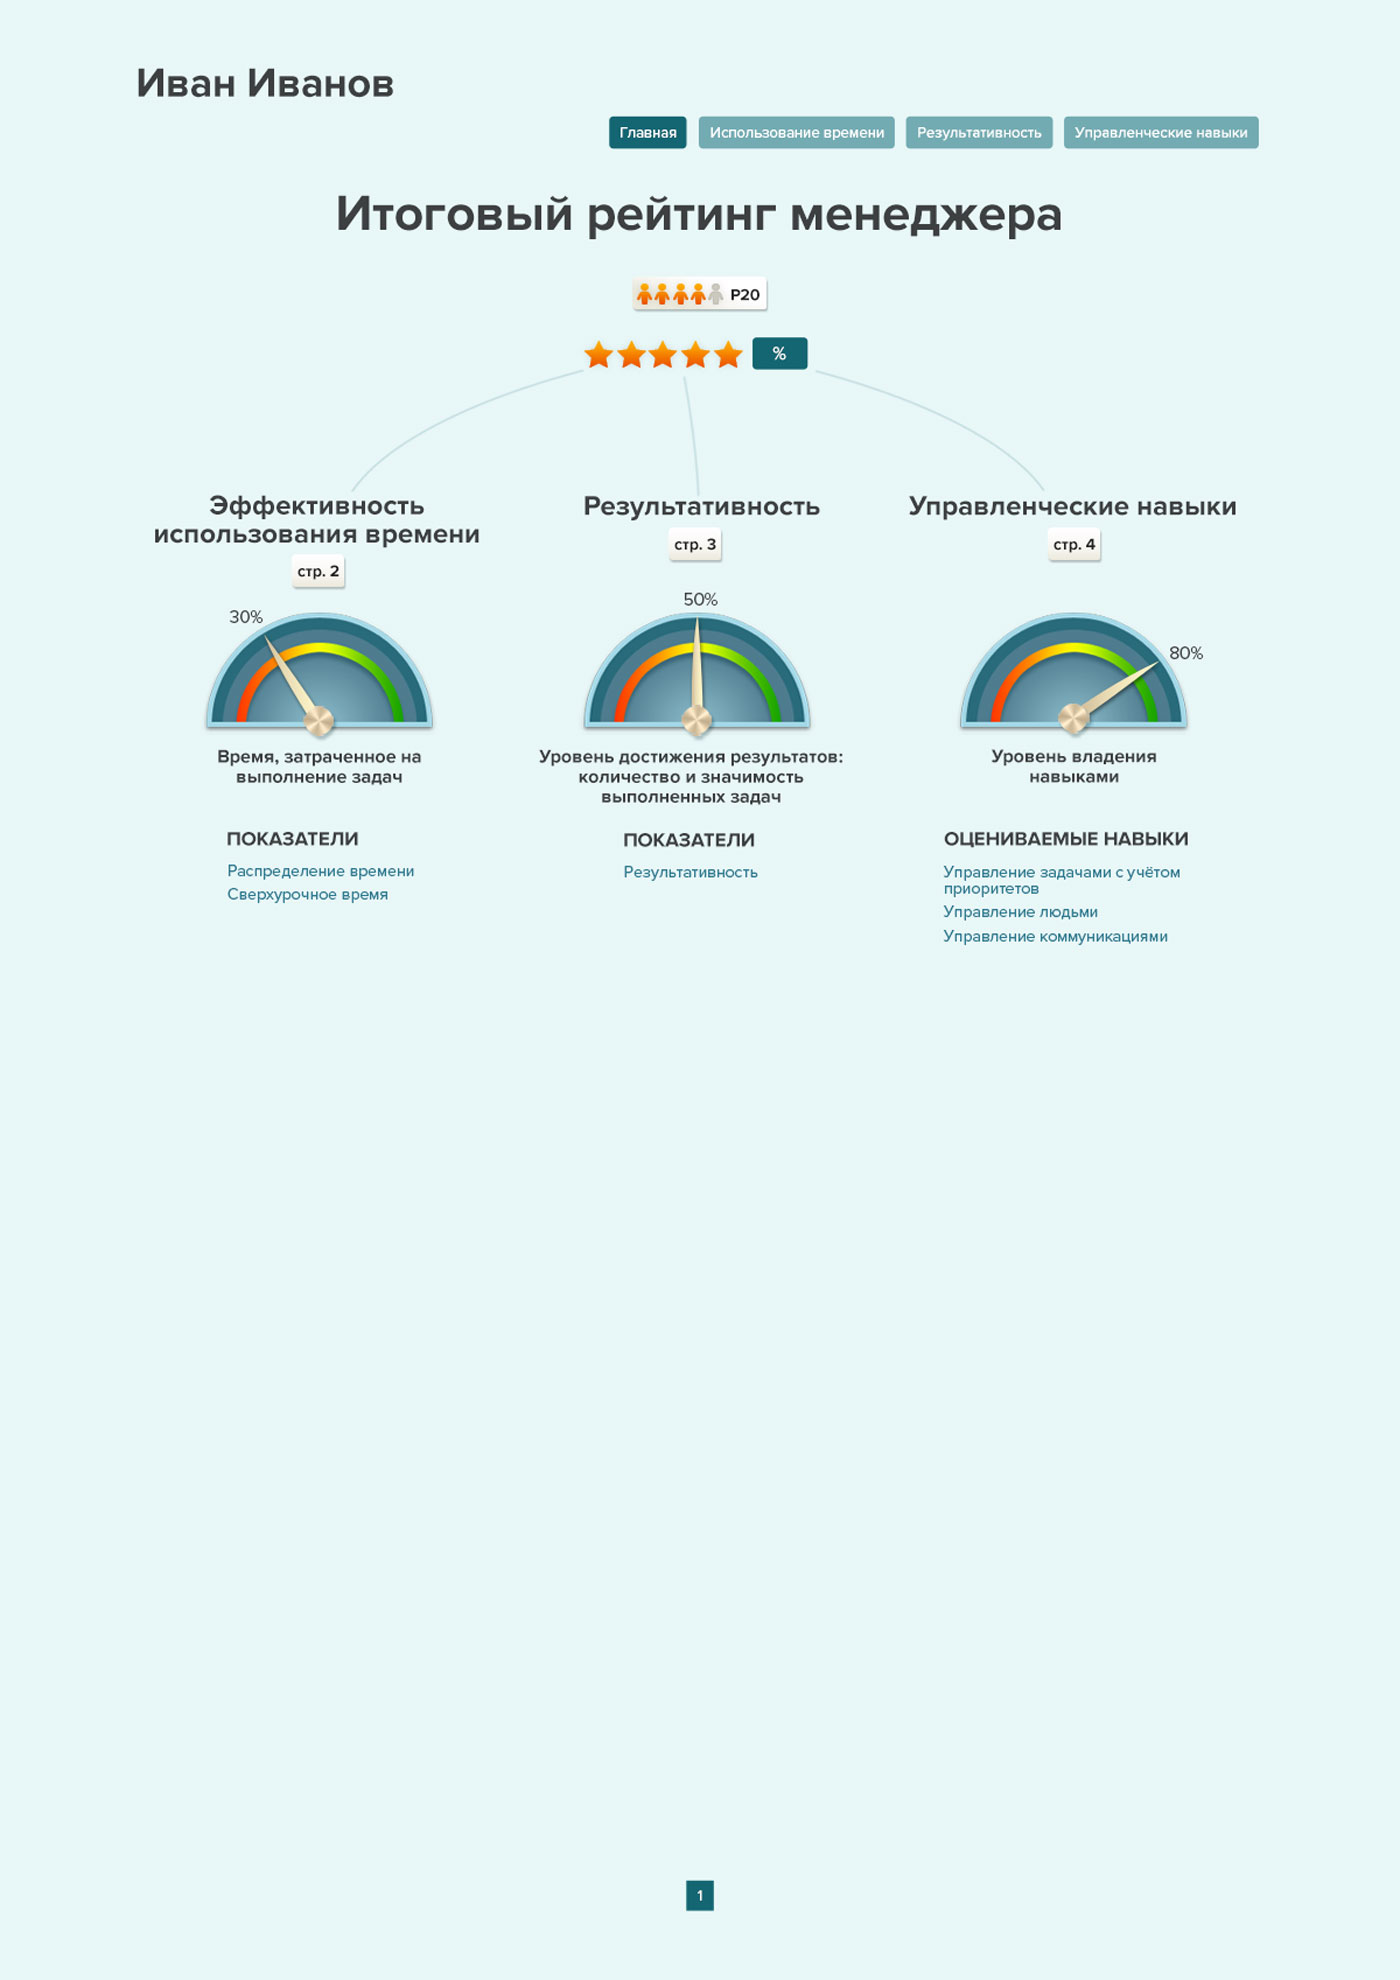 Иван Иванов
Главная Использование времени Результативность Управленческие навыки
Итоговый рейтинг менеджера
P20
%
Эффективность
использования времени
стр. 2
30%
Время, затраченное на
выполнение задач
ПОКАЗАТЕЛИ
Распределение времени
Сверхурочное время
Результативность
стр. 3
50%
Уровень достижения результатов:
количество и значимость
выполненных задач
ПОКАЗАТЕЛИ
Результативность
Управленческие навыки
стр. 4
80%
Уровень владения
навыками
ОЦЕНИВАЕМЫЕ НАВЫКИ
Управление задачами с учётом
приоритетов
Управление людьми
Управление коммуникациями
1